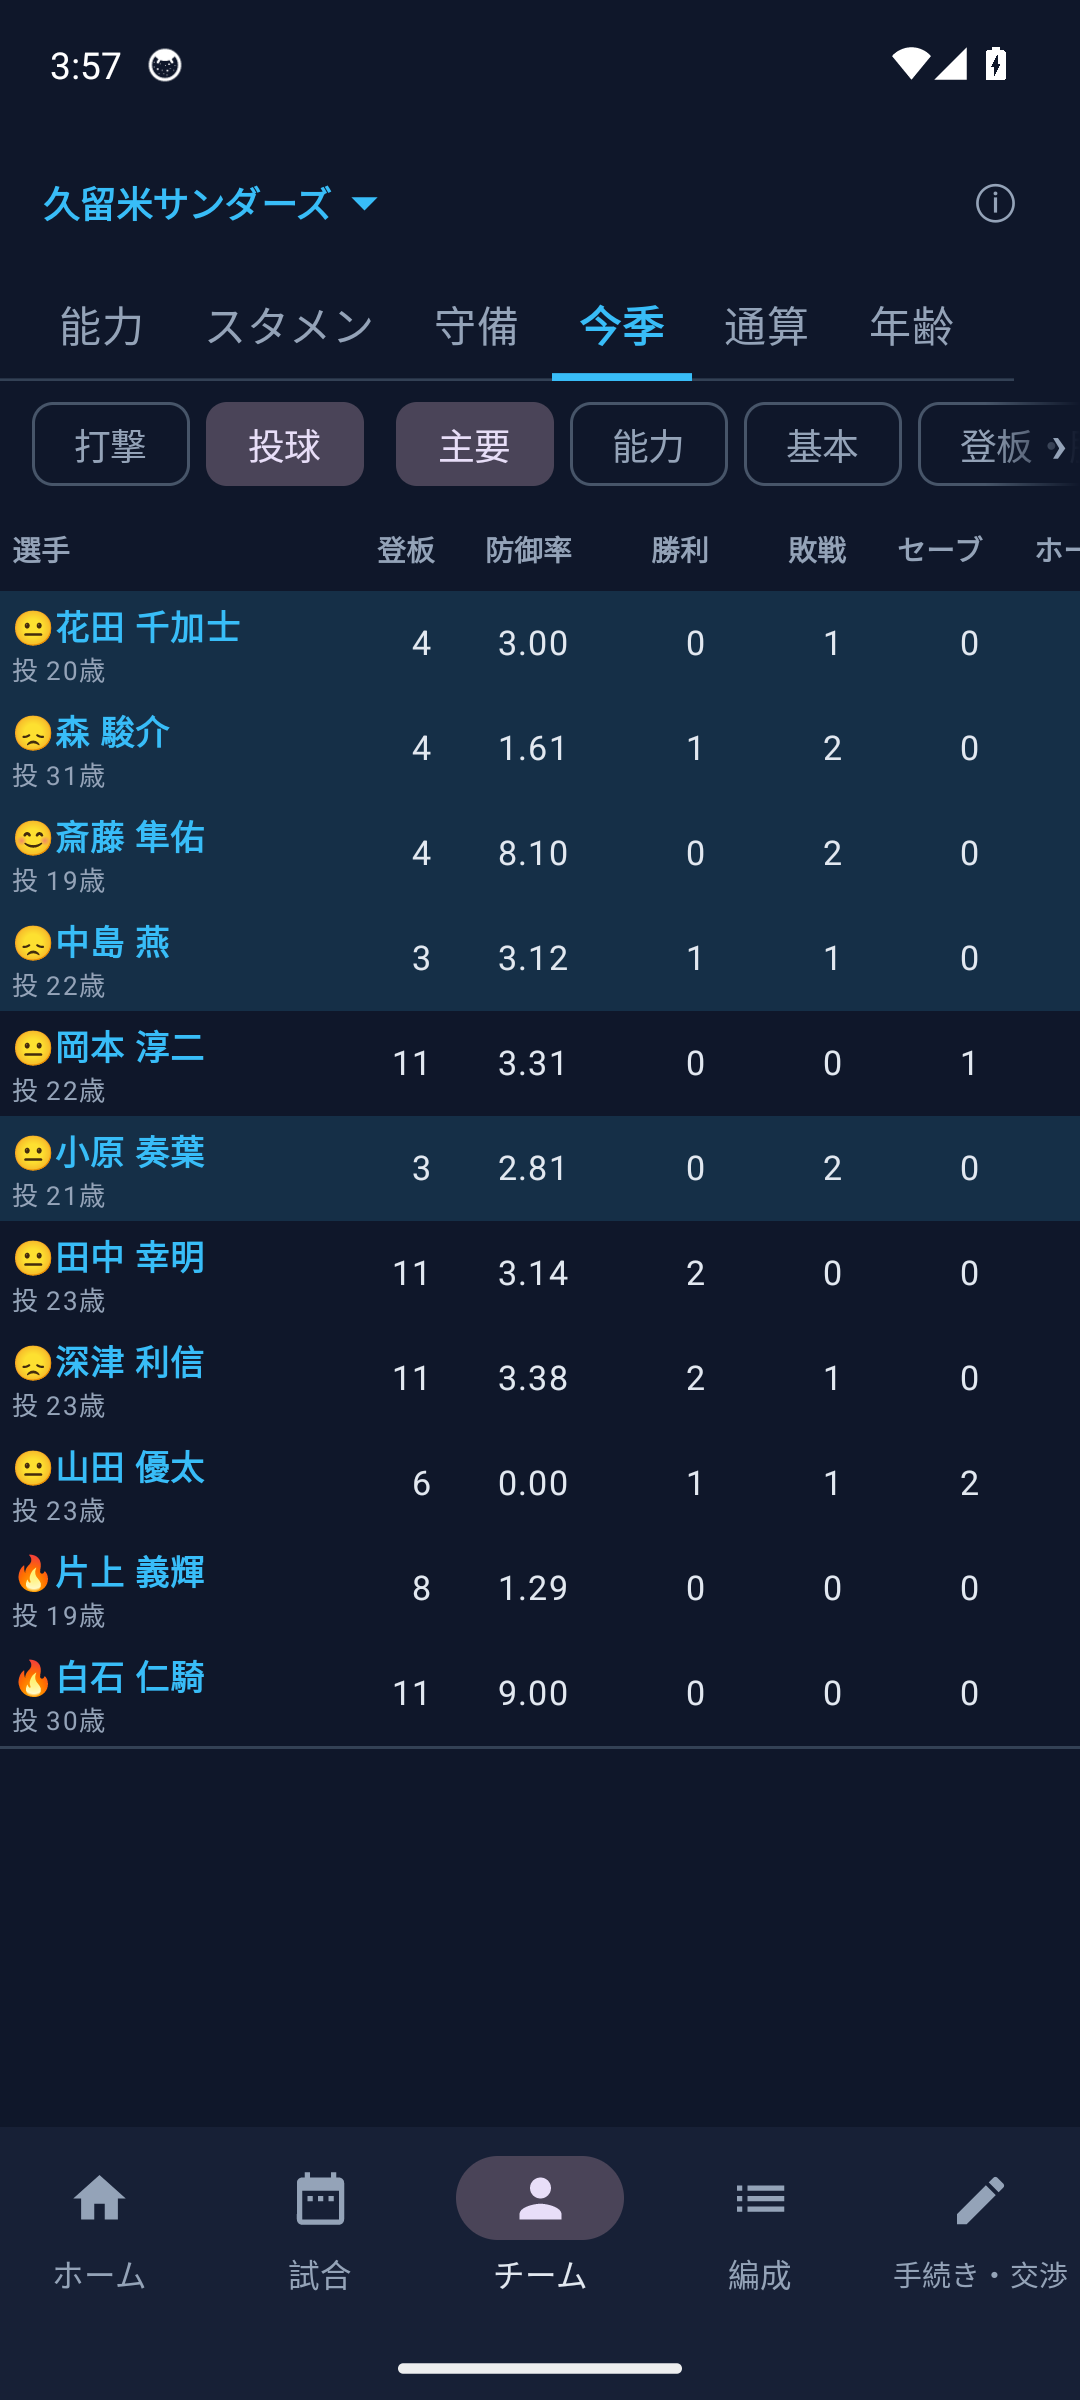 3:57
久留米サンダーズ
能力 スタメン 守備 今季 通算 年齢
打撃 投球 主要 能力 基本 登板
選手 登板 防御率 勝利 敗戦 セーブ ホー
花田 千加士 4 3.00 0 1 0
投 20歳
森 駿介 4 1.61 1 2 0
投 31歳
斎藤 隼佑 4 8.10 0 2 0
投 19歳
中島 燕 3 3.12 1 1 0
投 22歳
岡本 淳二 11 3.31 0 0 1
投 22歳
小原 奏葉 3 2.81 0 2 0
投 21歳
田中 幸明 11 3.14 2 0 0
投 23歳
深津 利信 11 3.38 2 1 0
投 23歳
山田 優太 6 0.00 1 1 2
投 23歳
片上 義輝 8 1.29 0 0 0
投 19歳
白石 仁騎 11 9.00 0 0 0
投 30歳
ホーム 試合 チーム 編成 手続き・交渉